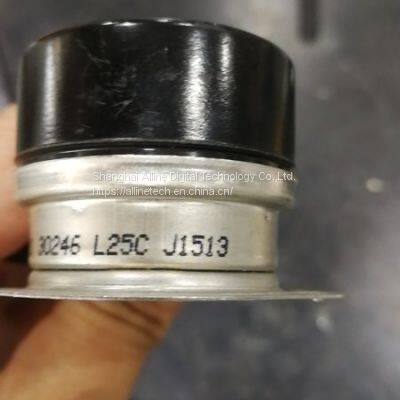 Shanghai Alline Digital Technology Co.,Ltd.
https://allinetech.en.china.cn/
30246 L25C J1513